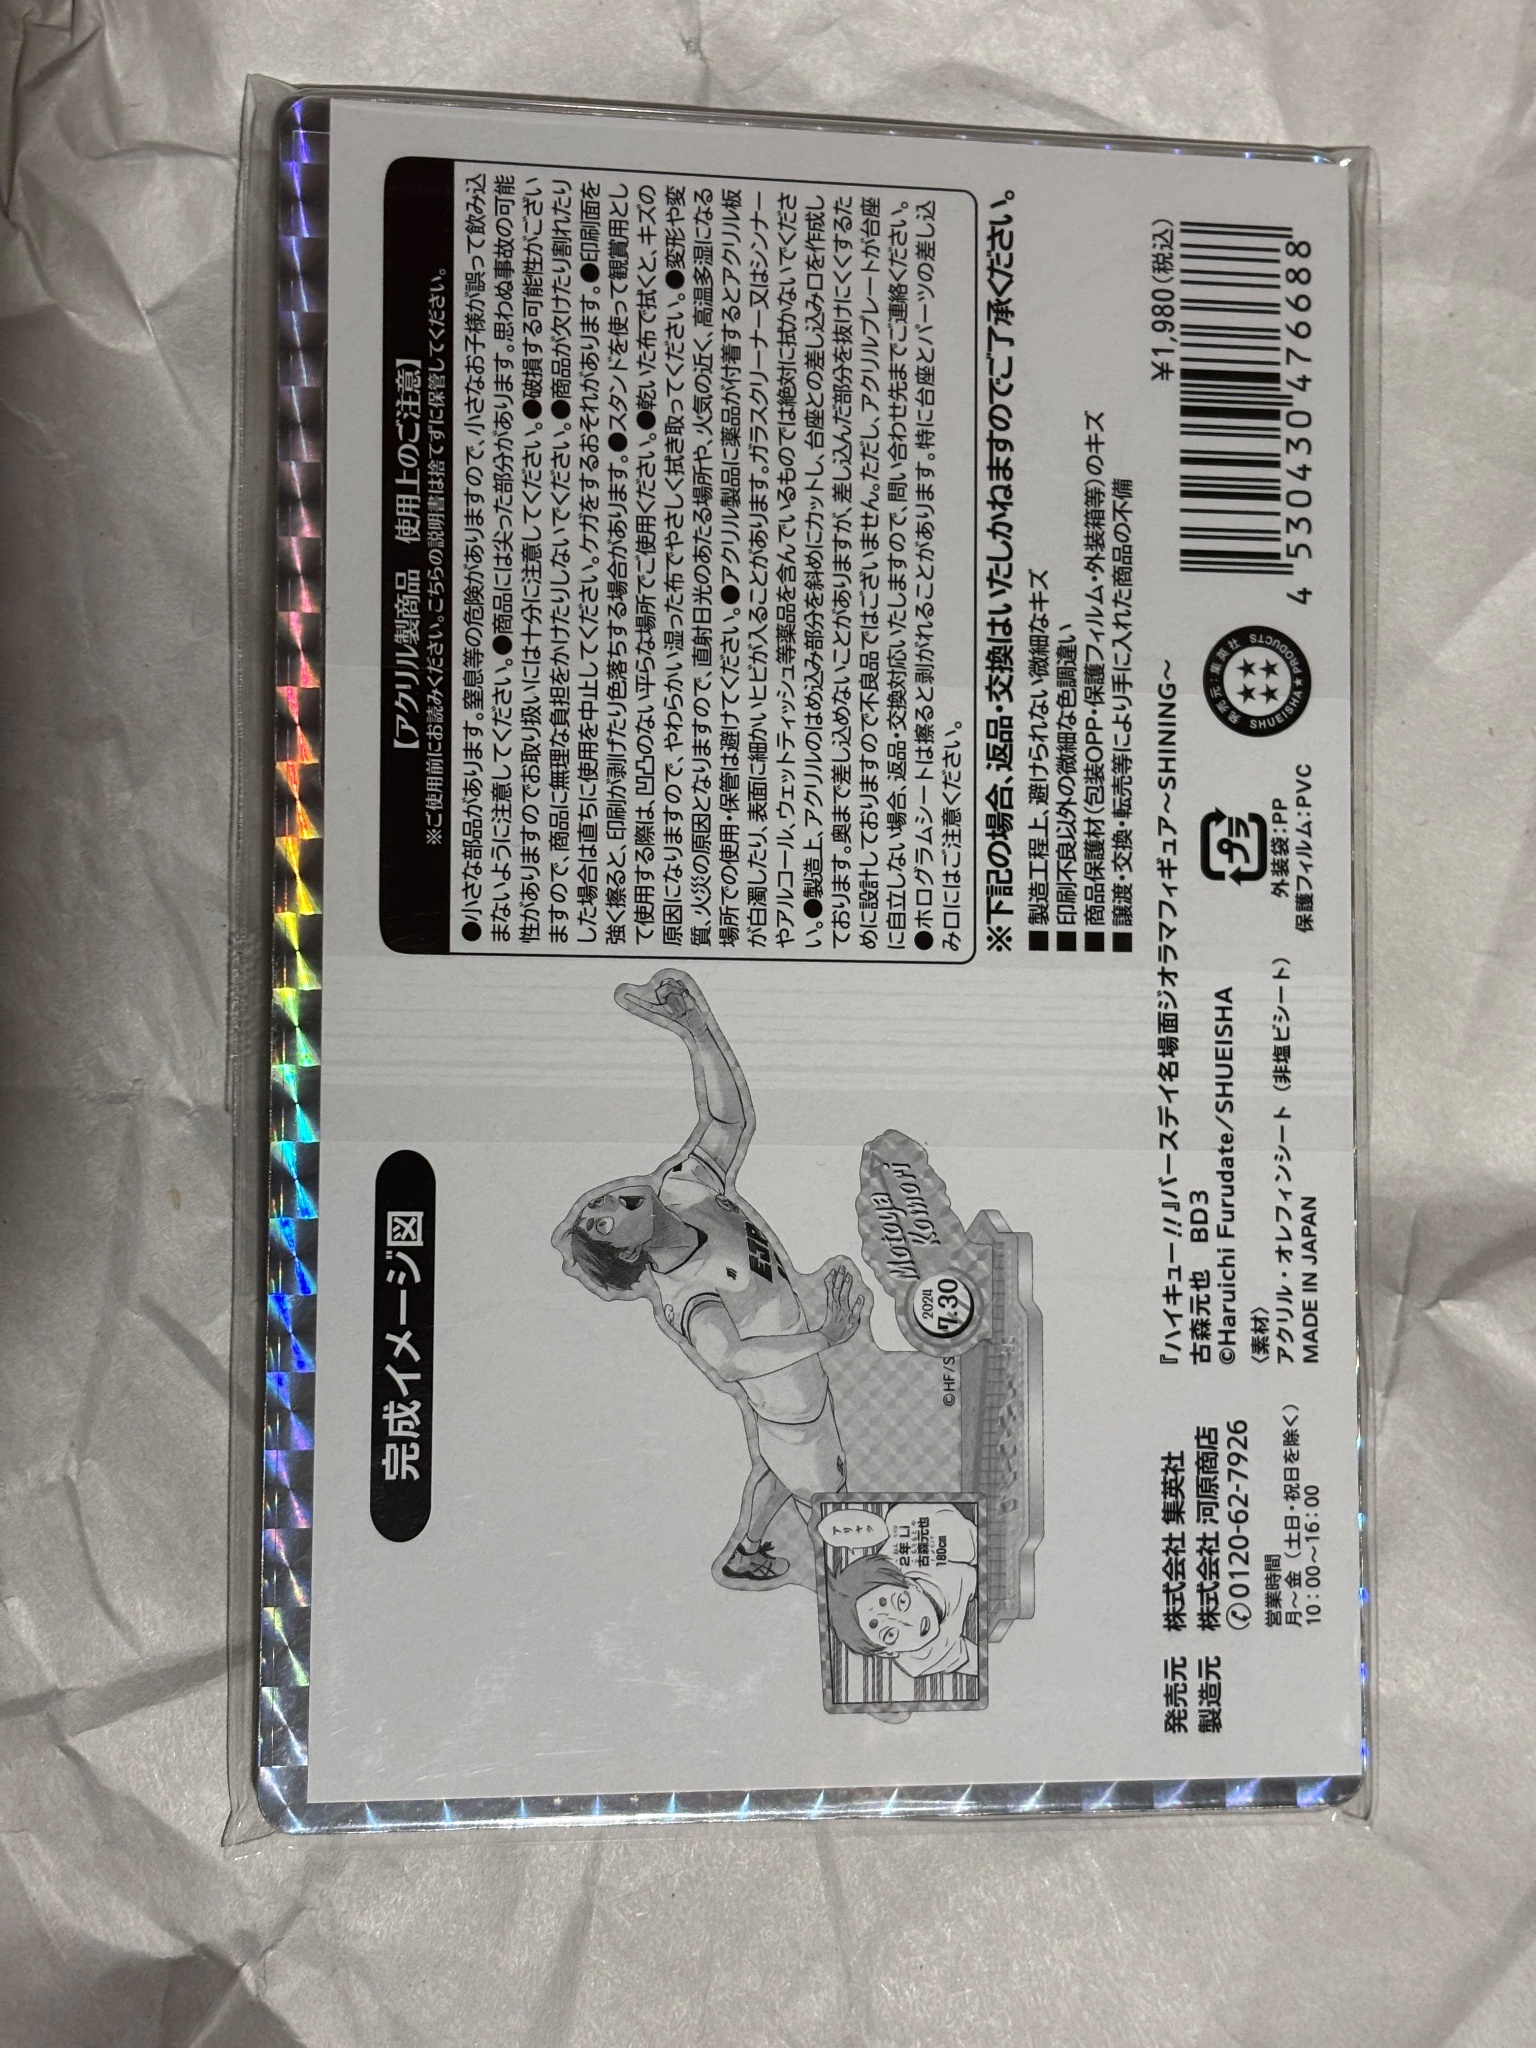 完成イメージ図
Motoya
Komori
2024
7.30
©HF/S
アリャッ
2年 Li
古森元也
180cm
【アクリル製商品　使用上のご注意】
※ご使用前にお読みください。こちらの説明書は捨てずに保管してください。
●小さな部品があります。窒息等の危険がありますので、小さなお子様が誤って飲み込
まないように注意してください。●商品には尖った部分があります。思わぬ事故の可能
性がありますのでお取り扱いには十分に注意してください。●破損する可能性がござい
ますので、商品に無理な負担をかけたりしないでください。●商品が欠けたり割れたり
した場合は直ちに使用を中止してください。ケガをするおそれがあります。●印刷面を
強く擦ると、印刷が剥げたり色落ちする場合があります。●スタンドを使って観賞用とし
て使用する際は、凹凸のない平らな場所でご使用ください。●乾いた布で拭くと、キズの
原因になりますので、やわらかい湿った布でやさしく拭き取ってください。●変形や変
質、火災の原因となりますので、直射日光のあたる場所や、火気の近く、高温多湿になる
場所での使用・保管は避けてください。●アクリル製品に薬品が付着するとアクリル板
が白濁したり、表面に細かいヒビが入ることがあります。ガラスクリーナー又はシンナー
やアルコール、ウェットティッシュ等薬品を含んでいるものでは絶対に拭かないでくださ
い。●製造上、アクリルのはめ込み部分を斜めにカットし、台座との差し込み口を作成し
ております。奥まで差し込めないことがありますが、差し込んだ部分を抜けにくくするた
めに設計しておりますので不良品ではございません。ただし、アクリルプレートが台座
に自立しない場合、返品・交換対応いたしますので、問い合わせ先までご連絡ください。
●ホログラムシートは擦ると剥がれることがあります。特に台座とパーツの差し込
み口にはご注意ください。
※下記の場合、返品・交換はいたしかねますのでご了承ください。
■製造工程上、避けられない微細なキズ
■印刷不良以外の微細な色調違い
■商品保護材（包装OPP・保護フィルム・外装箱等）のキズ
■譲渡・交換・転売等により手に入れた商品の不備
発売元　株式会社 集英社
製造元　株式会社 河原商店
0120-62-7926
営業時間
月～金（土日・祝日を除く）
10：00～16：00
『ハイキュー!!』バースデイ名場面ジオラマフィギュア～SHINING～
古森元也　BD3
©Haruichi Furudate/SHUEISHA
〈素材〉
アクリル・オレフィンシート（非塩ビシート）
MADE IN JAPAN
プラ
外装袋：PP
保護フィルム：PVC
発売元：集英社
SHUEISHA★PRODUCTS
￥1,980（税込）
4 530430 476688